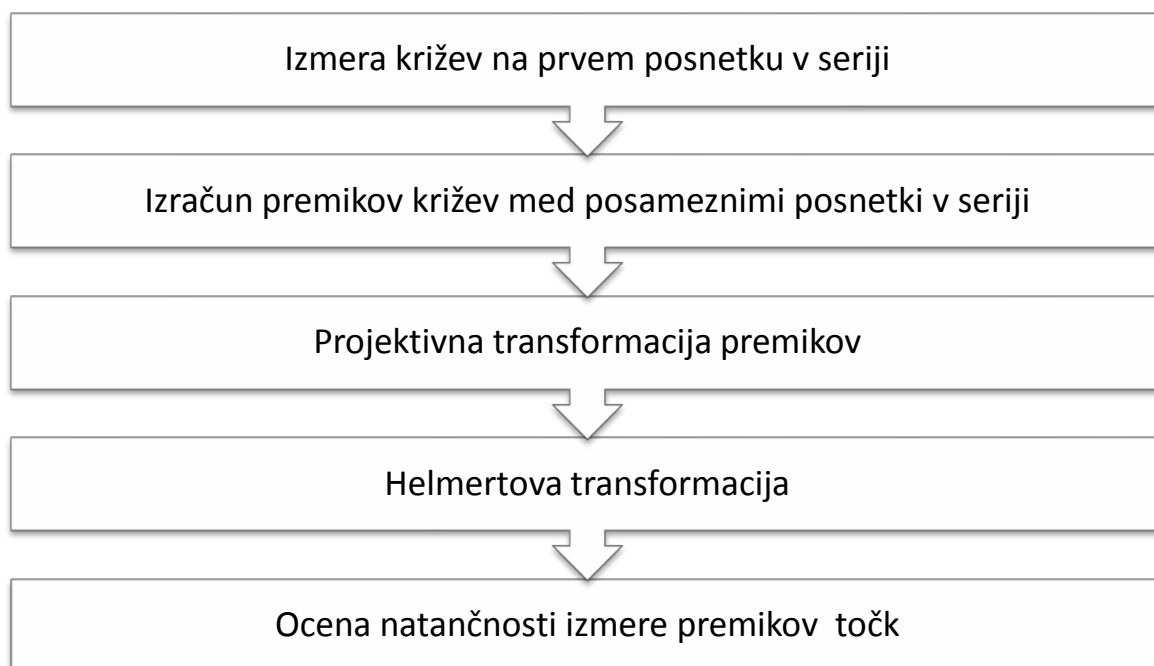 Izmera križev na prvem posnetku v seriji
Izračun premikov križev med posameznimi posnetki v seriji
Projektivna transformacija premikov
Helmertova transformacija
Ocena natančnosti izmere premikov točk